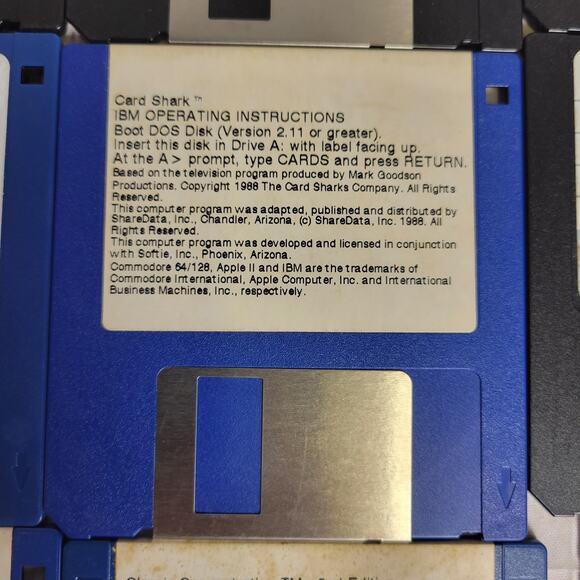 Card Shark ™
IBM OPERATING INSTRUCTIONS
Boot DOS Disk (Version 2.11 or greater).
Insert this disk in Drive A: with label facing up.
At the A > prompt, type CARDS and press RETURN.
Based on the television program produced by Mark Goodson
Productions. Copyright 1988 The Card Sharks Company. All Rights
Reserved.
This computer program was adapted, published and distributed by
ShareData, Inc., Chandler, Arizona, (c) ShareData, Inc. 1988. All
Rights Reserved.
This computer program was developed and licensed in conjunction
with Softie, Inc., Phoenix, Arizona.
Commodore 64/128, Apple II and IBM are the trademarks of
Commodore International, Apple Computer, Inc. and International
Business Machines, Inc., respectively.